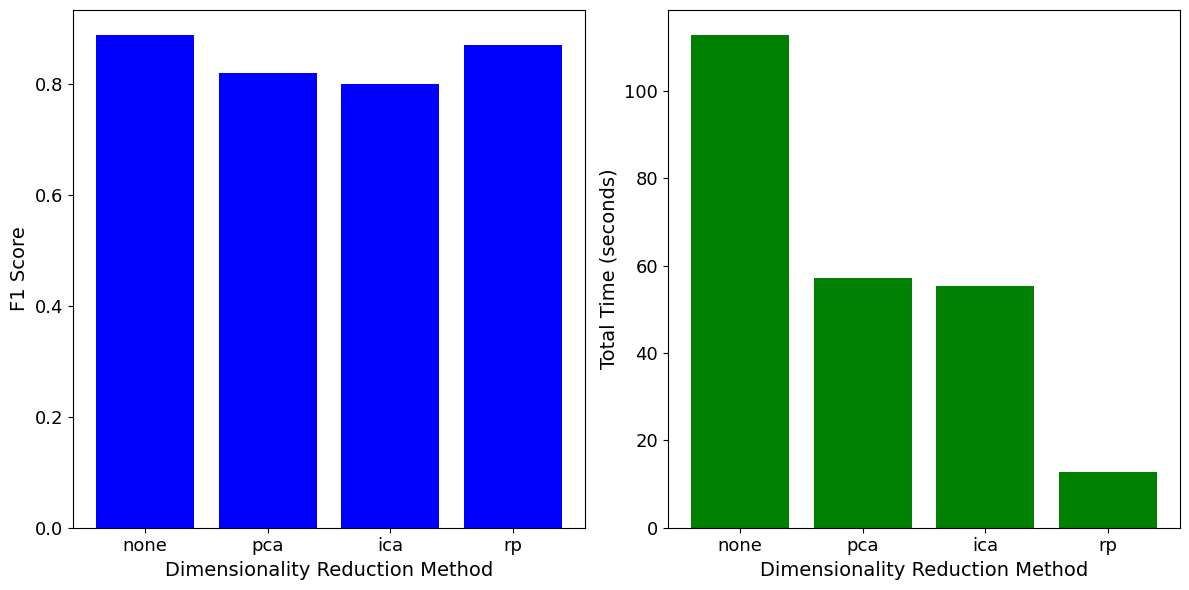 F1 Score
0.8
0.6
0.4
0.2
0.0
none pca ica rp
Dimensionality Reduction Method
Total Time (seconds)
100
80
60
40
20
0
none pca ica rp
Dimensionality Reduction Method